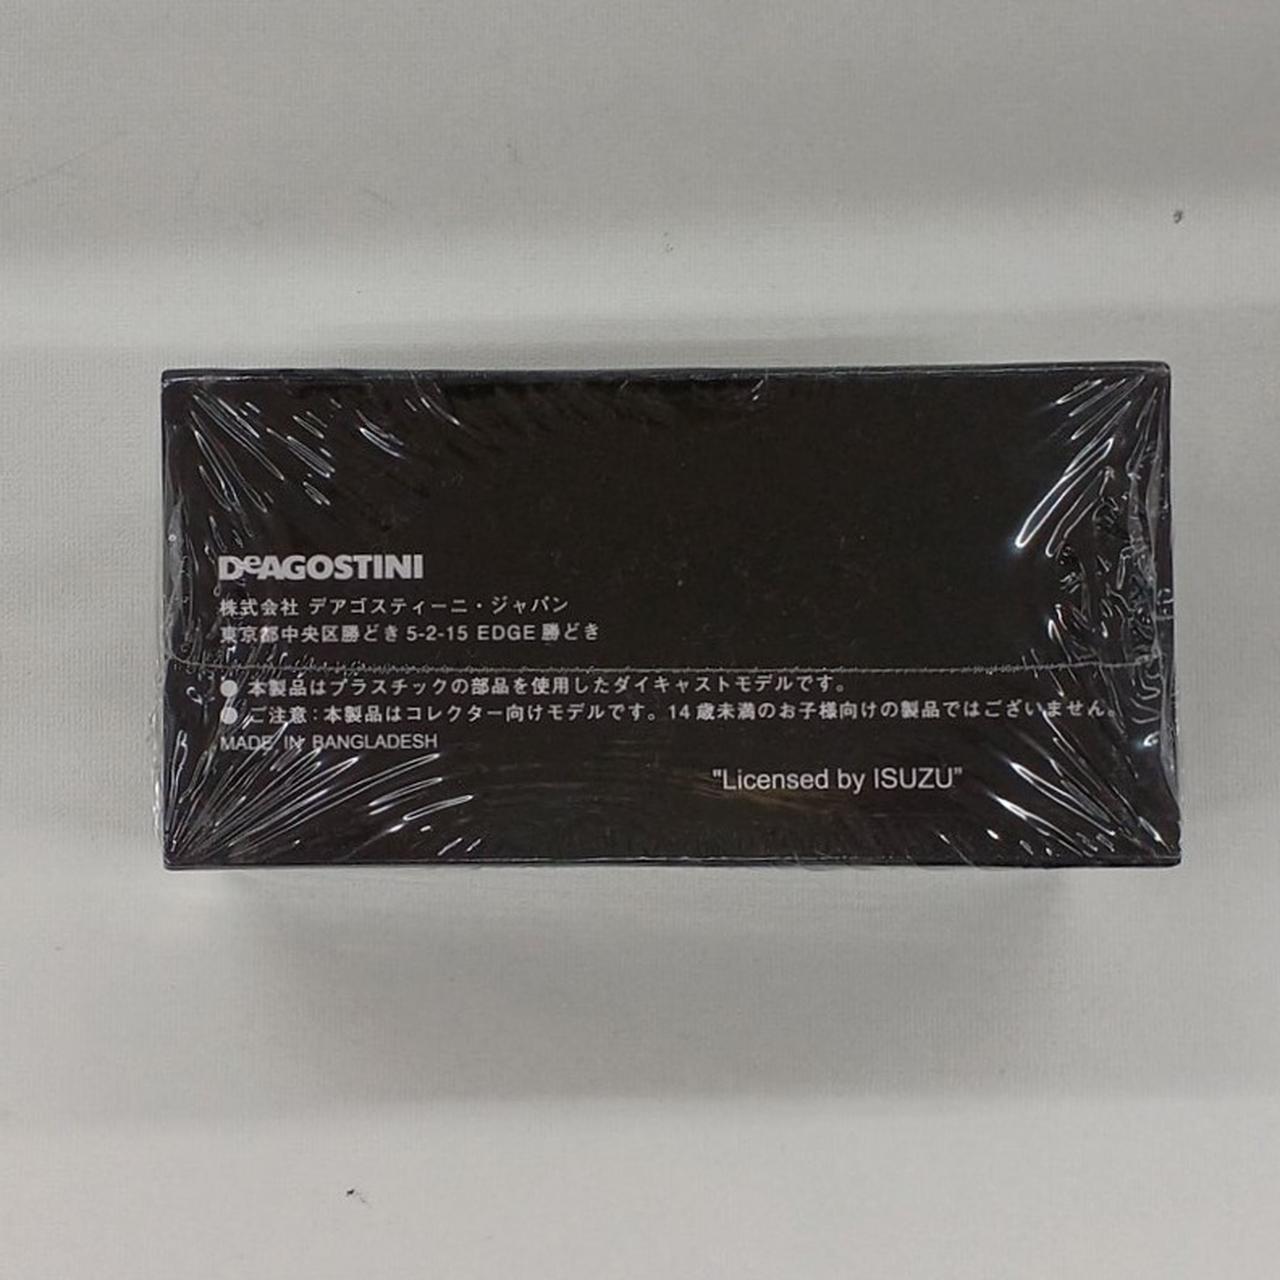 DeAGOSTINI
株式会社 デアゴスティーニ・ジャパン
東京都中央区勝どき 5-2-15 EDGE 勝どき
● 本製品はプラスチックの部品を使用したダイキャストモデルです。
● ご注意：本製品はコレクター向けモデルです。14 歳未満のお子様向けの製品ではございません。
MADE IN BANGLADESH
"Licensed by ISUZU"